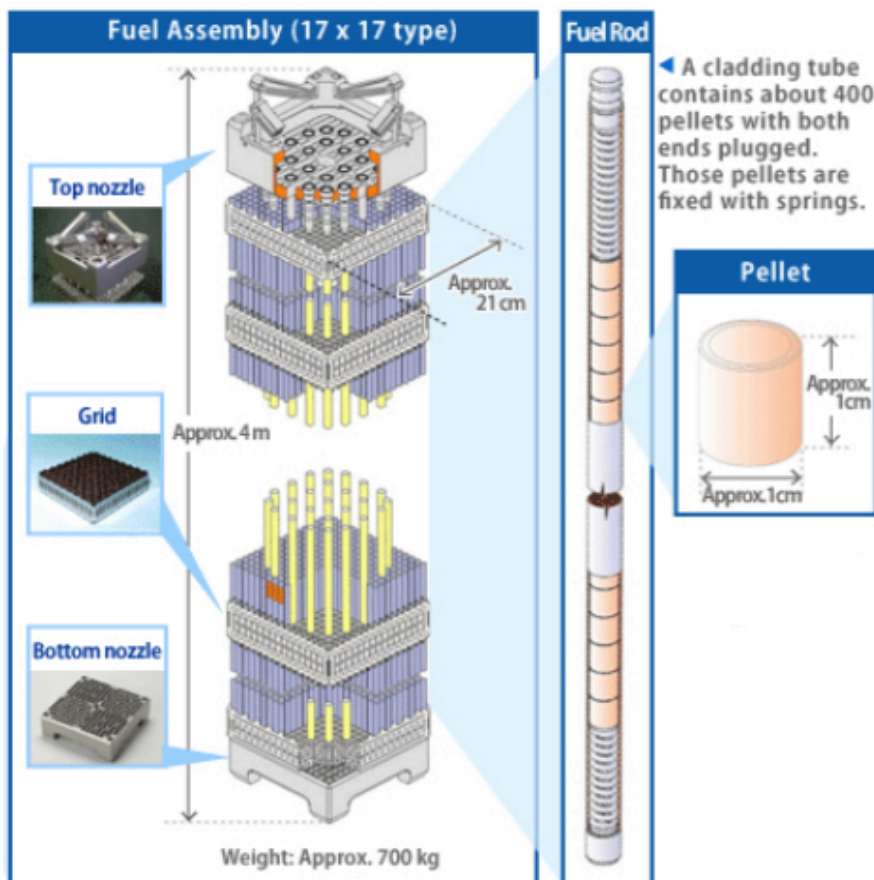 Fuel Assembly (17 x 17 type)
Top nozzle
Approx.
21 cm
Grid
Approx. 4 m
Bottom nozzle
Weight: Approx. 700 kg
Fuel Rod
◀ A cladding tube
contains about 400
pellets with both
ends plugged.
Those pellets are
fixed with springs.
Pellet
Approx.
1cm
Approx.1cm